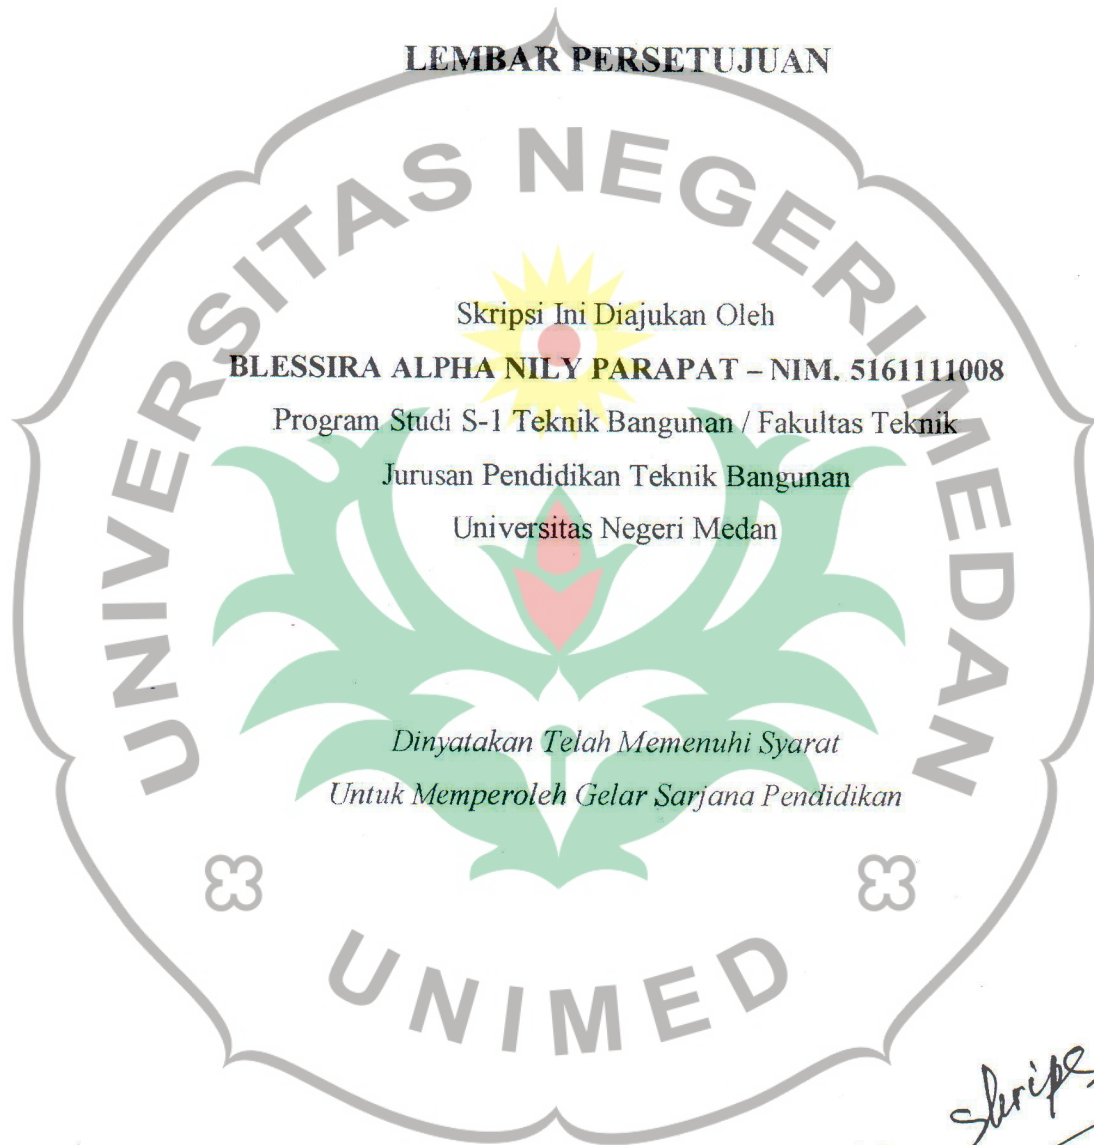 LEMBAR PERSETUJUAN
UNIVERSITAS NEGERI MEDAN
Skripsi Ini Diajukan Oleh
BLESSIRA ALPHA NILY PARAPAT – NIM. 5161111008
Program Studi S-1 Teknik Bangunan / Fakultas Teknik
Jurusan Pendidikan Teknik Bangunan
Universitas Negeri Medan
Dinyatakan Telah Memenuhi Syarat
Untuk Memperoleh Gelar Sarjana Pendidikan
UNIMED